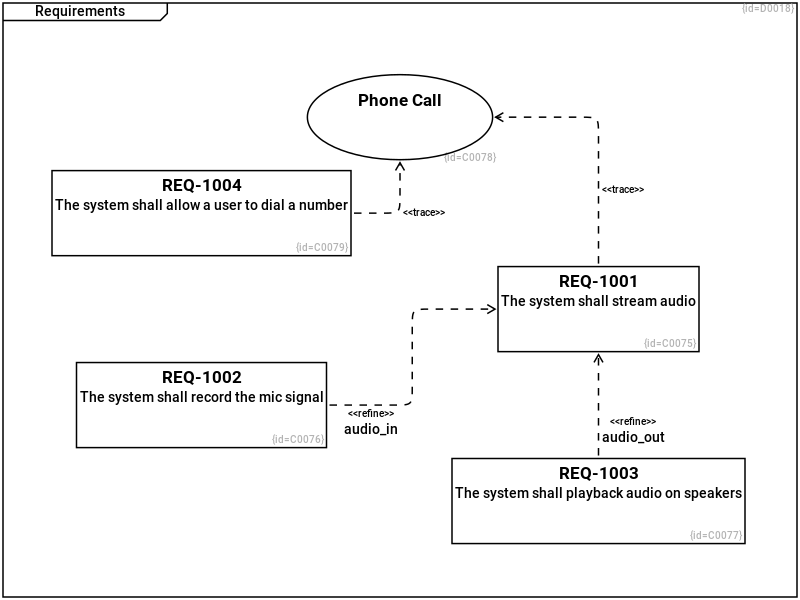 Requirements
{id=D0018}
Phone Call
{id=C0078}
REQ-1004
The system shall allow a user to dial a number
{id=C0079}
<<trace>>
<<trace>>
REQ-1001
The system shall stream audio
{id=C0075}
REQ-1002
The system shall record the mic signal
{id=C0076}
<<refine>>
audio_in
<<refine>>
audio_out
REQ-1003
The system shall playback audio on speakers
{id=C0077}